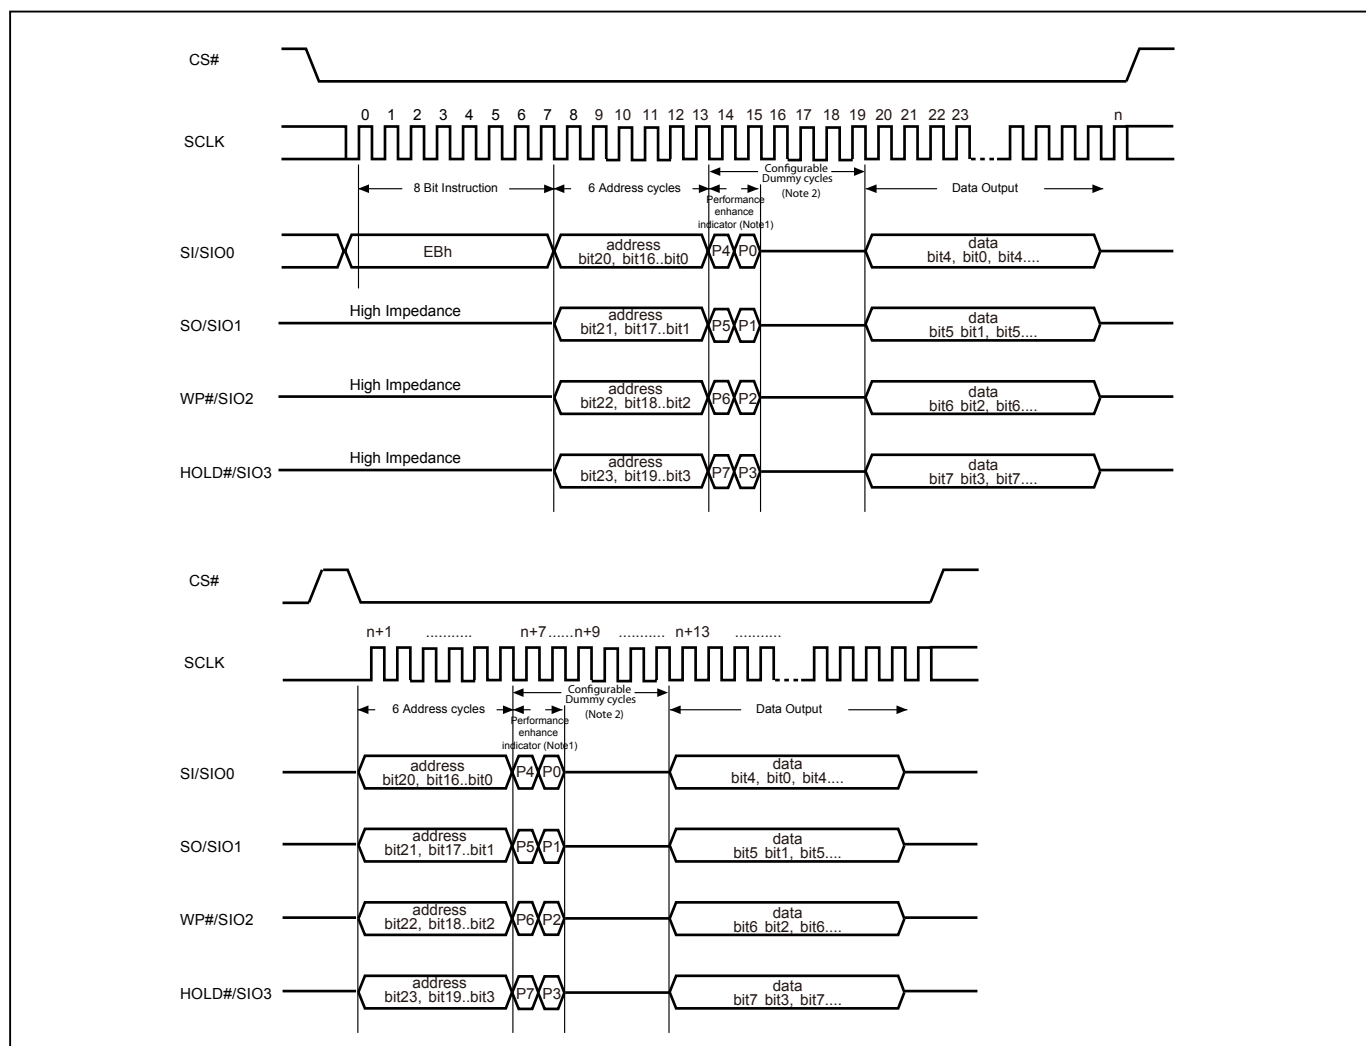 CS#
0 1 2 3 4 5 6 7 8 9 10 11 12 13 14 15 16 17 18 19 20 21 22 23 n
SCLK
8 Bit Instruction
6 Address cycles
Configurable
Dummy cycles
(Note 2)
Data Output
Performance
enhance
indicator (Note1)
SI/SIO0
EBh
address
bit20, bit16..bit0
P4 P0
data
bit4, bit0, bit4....
SO/SIO1
High Impedance
address
bit21, bit17..bit1
P5 P1
data
bit5 bit1, bit5....
WP#/SIO2
High Impedance
address
bit22, bit18..bit2
P6 P2
data
bit6 bit2, bit6....
HOLD#/SIO3
High Impedance
address
bit23, bit19..bit3
P7 P3
data
bit7 bit3, bit7....
CS#
n+1 ........... n+7 ......n+9 ........... n+13 ...........
SCLK
6 Address cycles
Configurable
Dummy cycles
(Note 2)
Data Output
Performance
enhance
indicator (Note1)
SI/SIO0
address
bit20, bit16..bit0
P4 P0
data
bit4, bit0, bit4....
SO/SIO1
address
bit21, bit17..bit1
P5 P1
data
bit5 bit1, bit5....
WP#/SIO2
address
bit22, bit18..bit2
P6 P2
data
bit6 bit2, bit6....
HOLD#/SIO3
address
bit23, bit19..bit3
P7 P3
data
bit7 bit3, bit7....